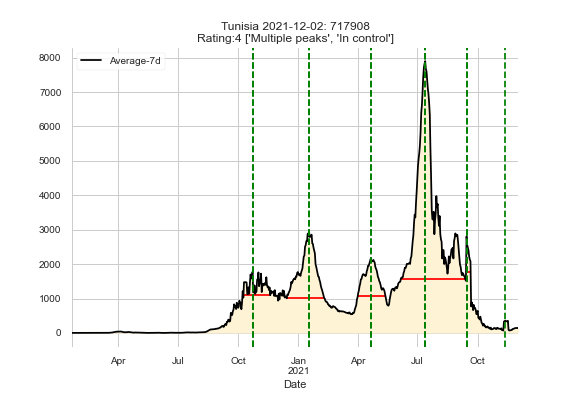 Tunisia 2021-12-02: 717908
Rating:4 ['Multiple peaks', 'In control']
Average-7d
8000
7000
6000
5000
4000
3000
2000
1000
0
Apr Jul Oct Jan Apr Jul Oct
2021
Date